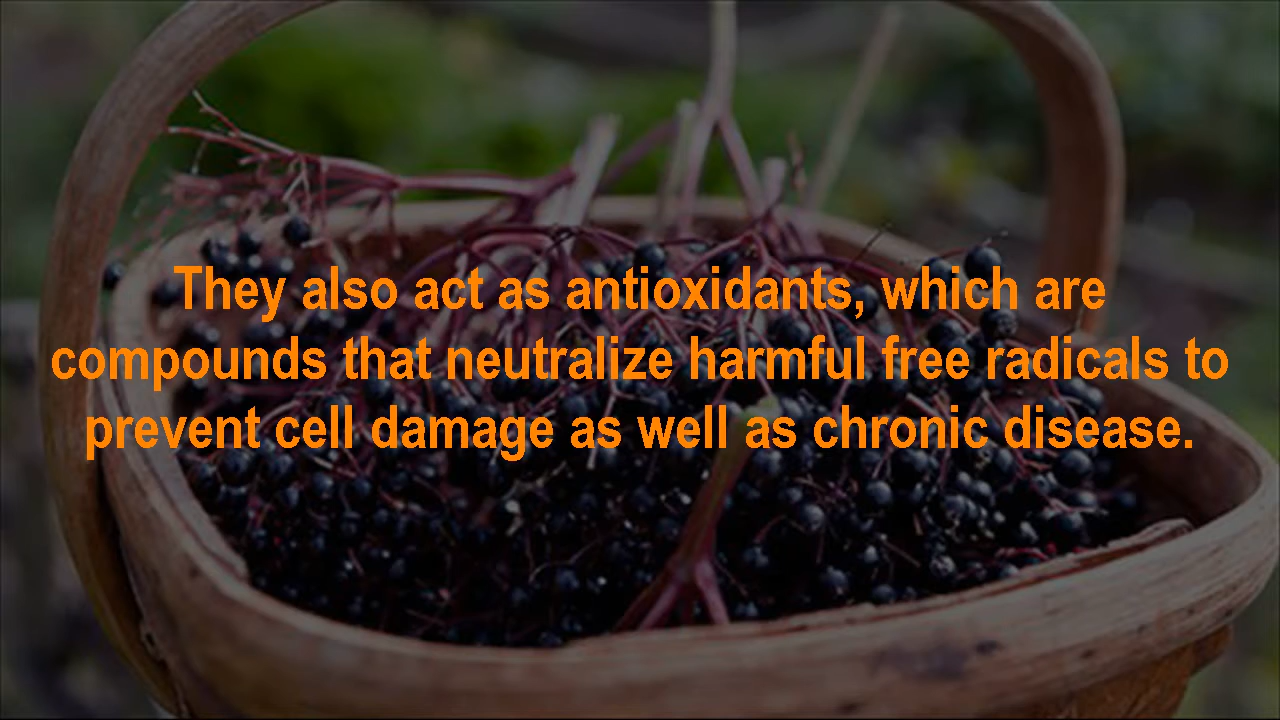 They also act as antioxidants, which are
compounds that neutralize harmful free radicals to
prevent cell damage as well as chronic disease.